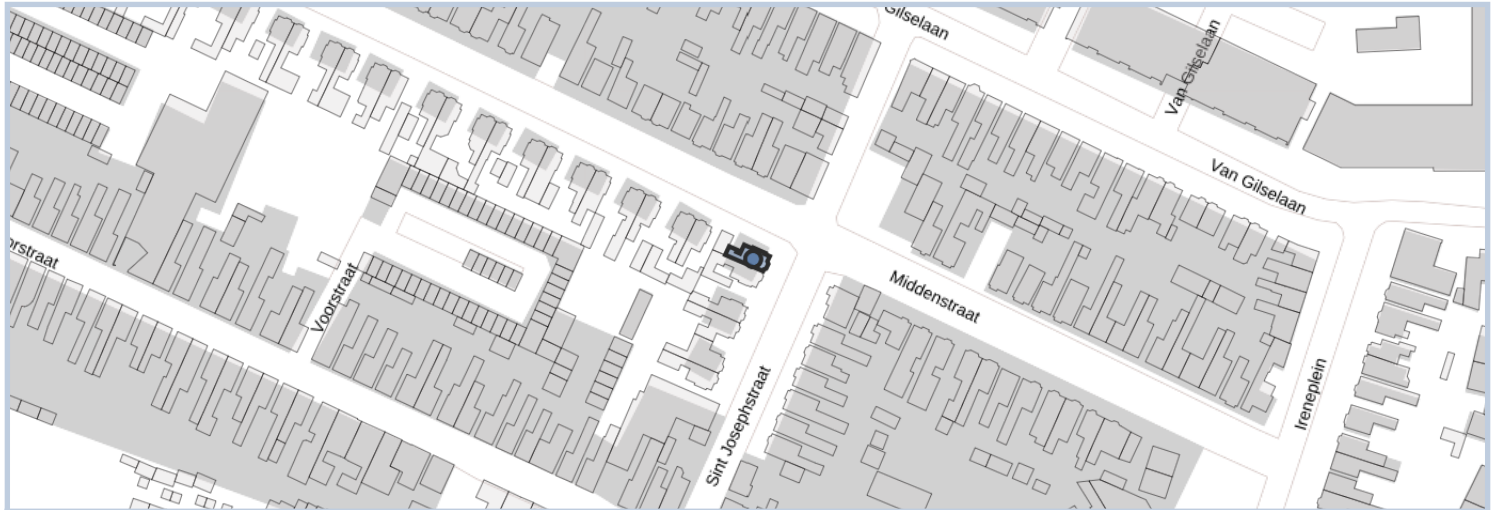 Gilselaan
Van Gilselaan
Van Gilselaan
orstraat
Voorstraat
Middenstraat
Sint Josephstraat
Ireneplein